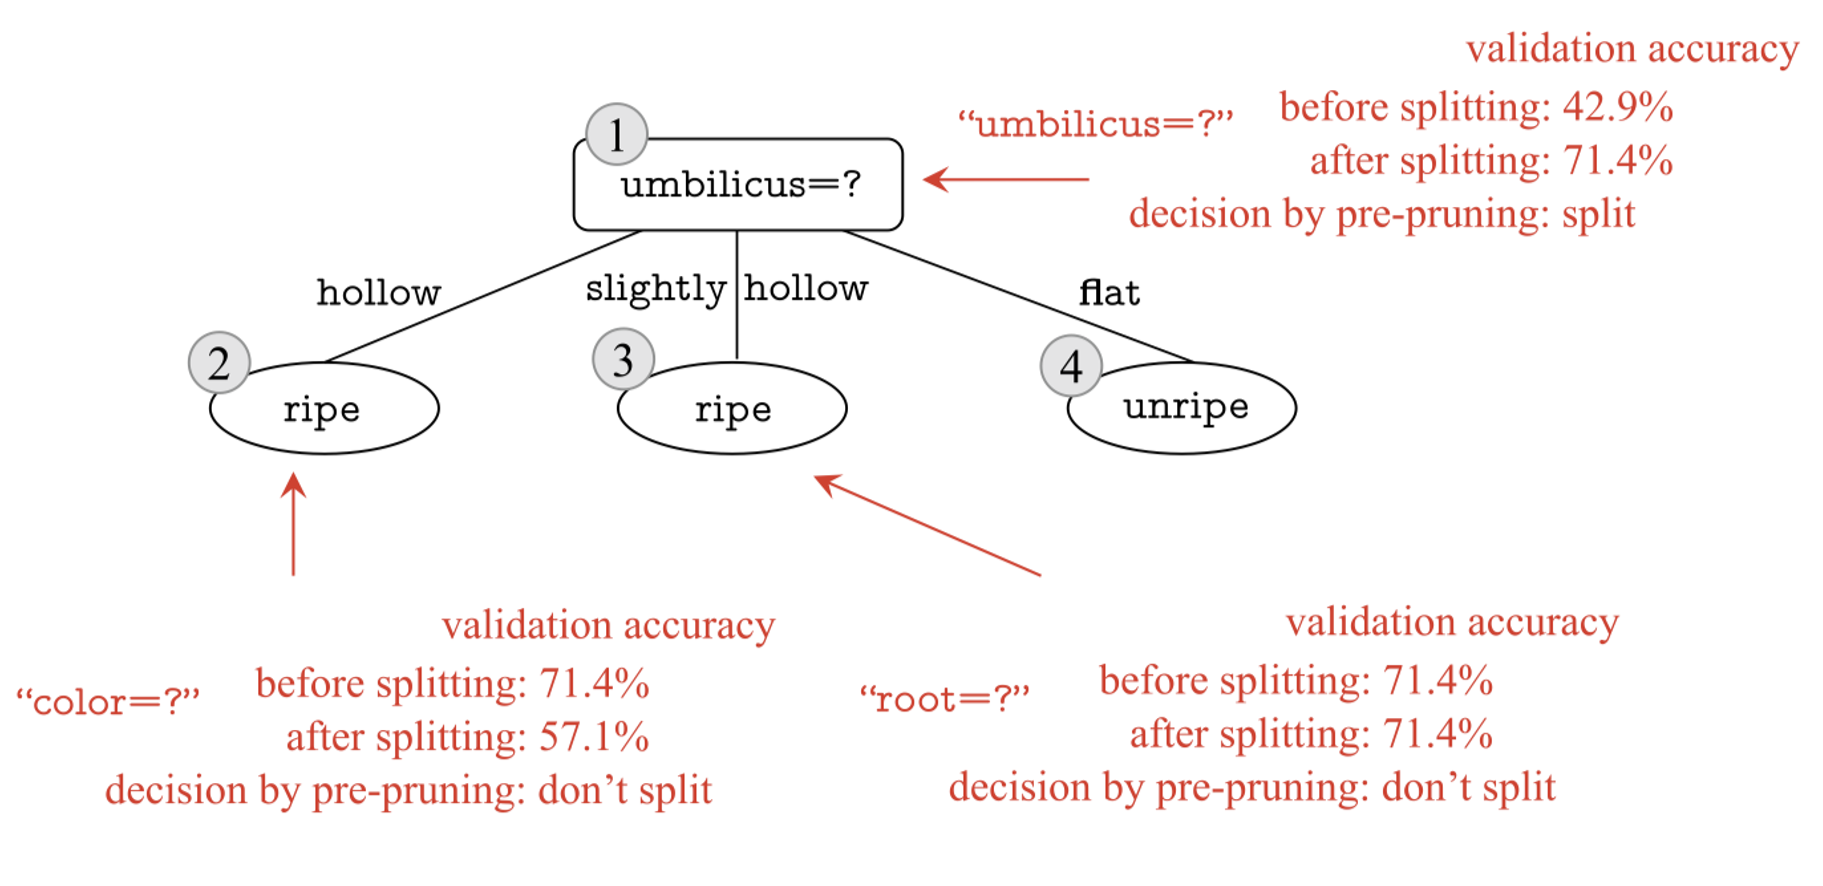 validation accuracy
“umbilicus=?” before splitting: 42.9%
after splitting: 71.4%
decision by pre-pruning: split
1
umbilicus=?
hollow
slightly hollow
flat
2
ripe
3
ripe
4
unripe
validation accuracy
“color=?” before splitting: 71.4%
after splitting: 57.1%
decision by pre-pruning: don’t split
validation accuracy
“root=?” before splitting: 71.4%
after splitting: 71.4%
decision by pre-pruning: don’t split